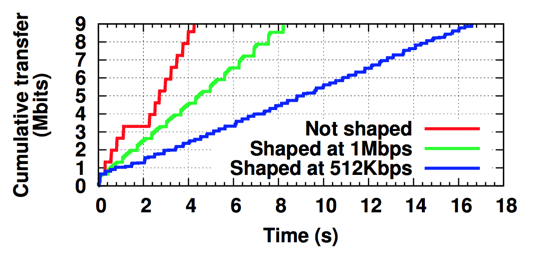 Cumulative transfer
(Mbits)
9
8
7
6
5
4
3
2
1
0
Not shaped
Shaped at 1Mbps
Shaped at 512Kbps
0 2 4 6 8 10 12 14 16 18
Time (s)